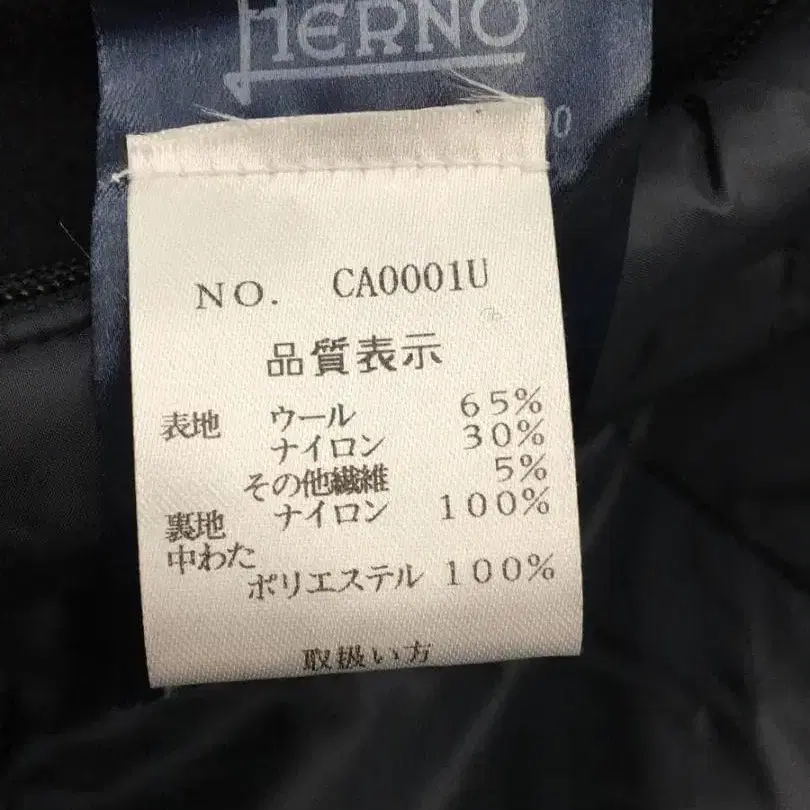 HERNO
00
NO. CA0001U
品質表示
表地 ウール 65%
ナイロン 30%
その他繊維 5%
裏地 ナイロン 100%
中わた
ポリエステル 100%
取扱い方